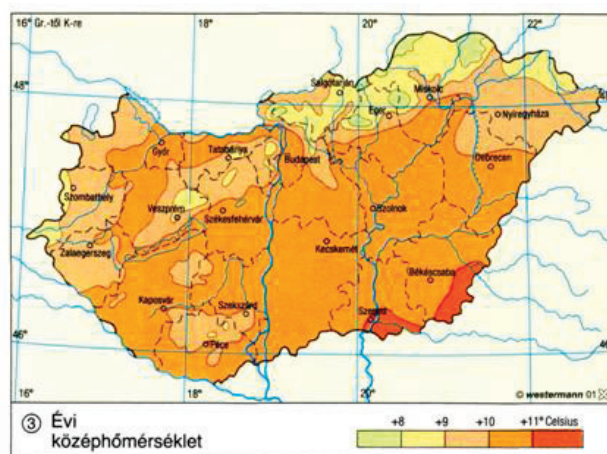 16° Gr.-től K-re
18°
20°
22°
48°
Salgótarján
Miskolc
Eger
Nyíregyháza
Győr
Tatabánya
Budapest
Debrecen
Szombathely
Veszprém
Székesfehérvár
Szolnok
Zalaegerszeg
Kecskemét
Békéscsaba
Kaposvár
Szekszárd
Szeged
46°
Pécs
46°
16°
18°
20°
© westermann 01
③ Évi
középhőmérséklet
+8 +9 +10 +11° Celsius